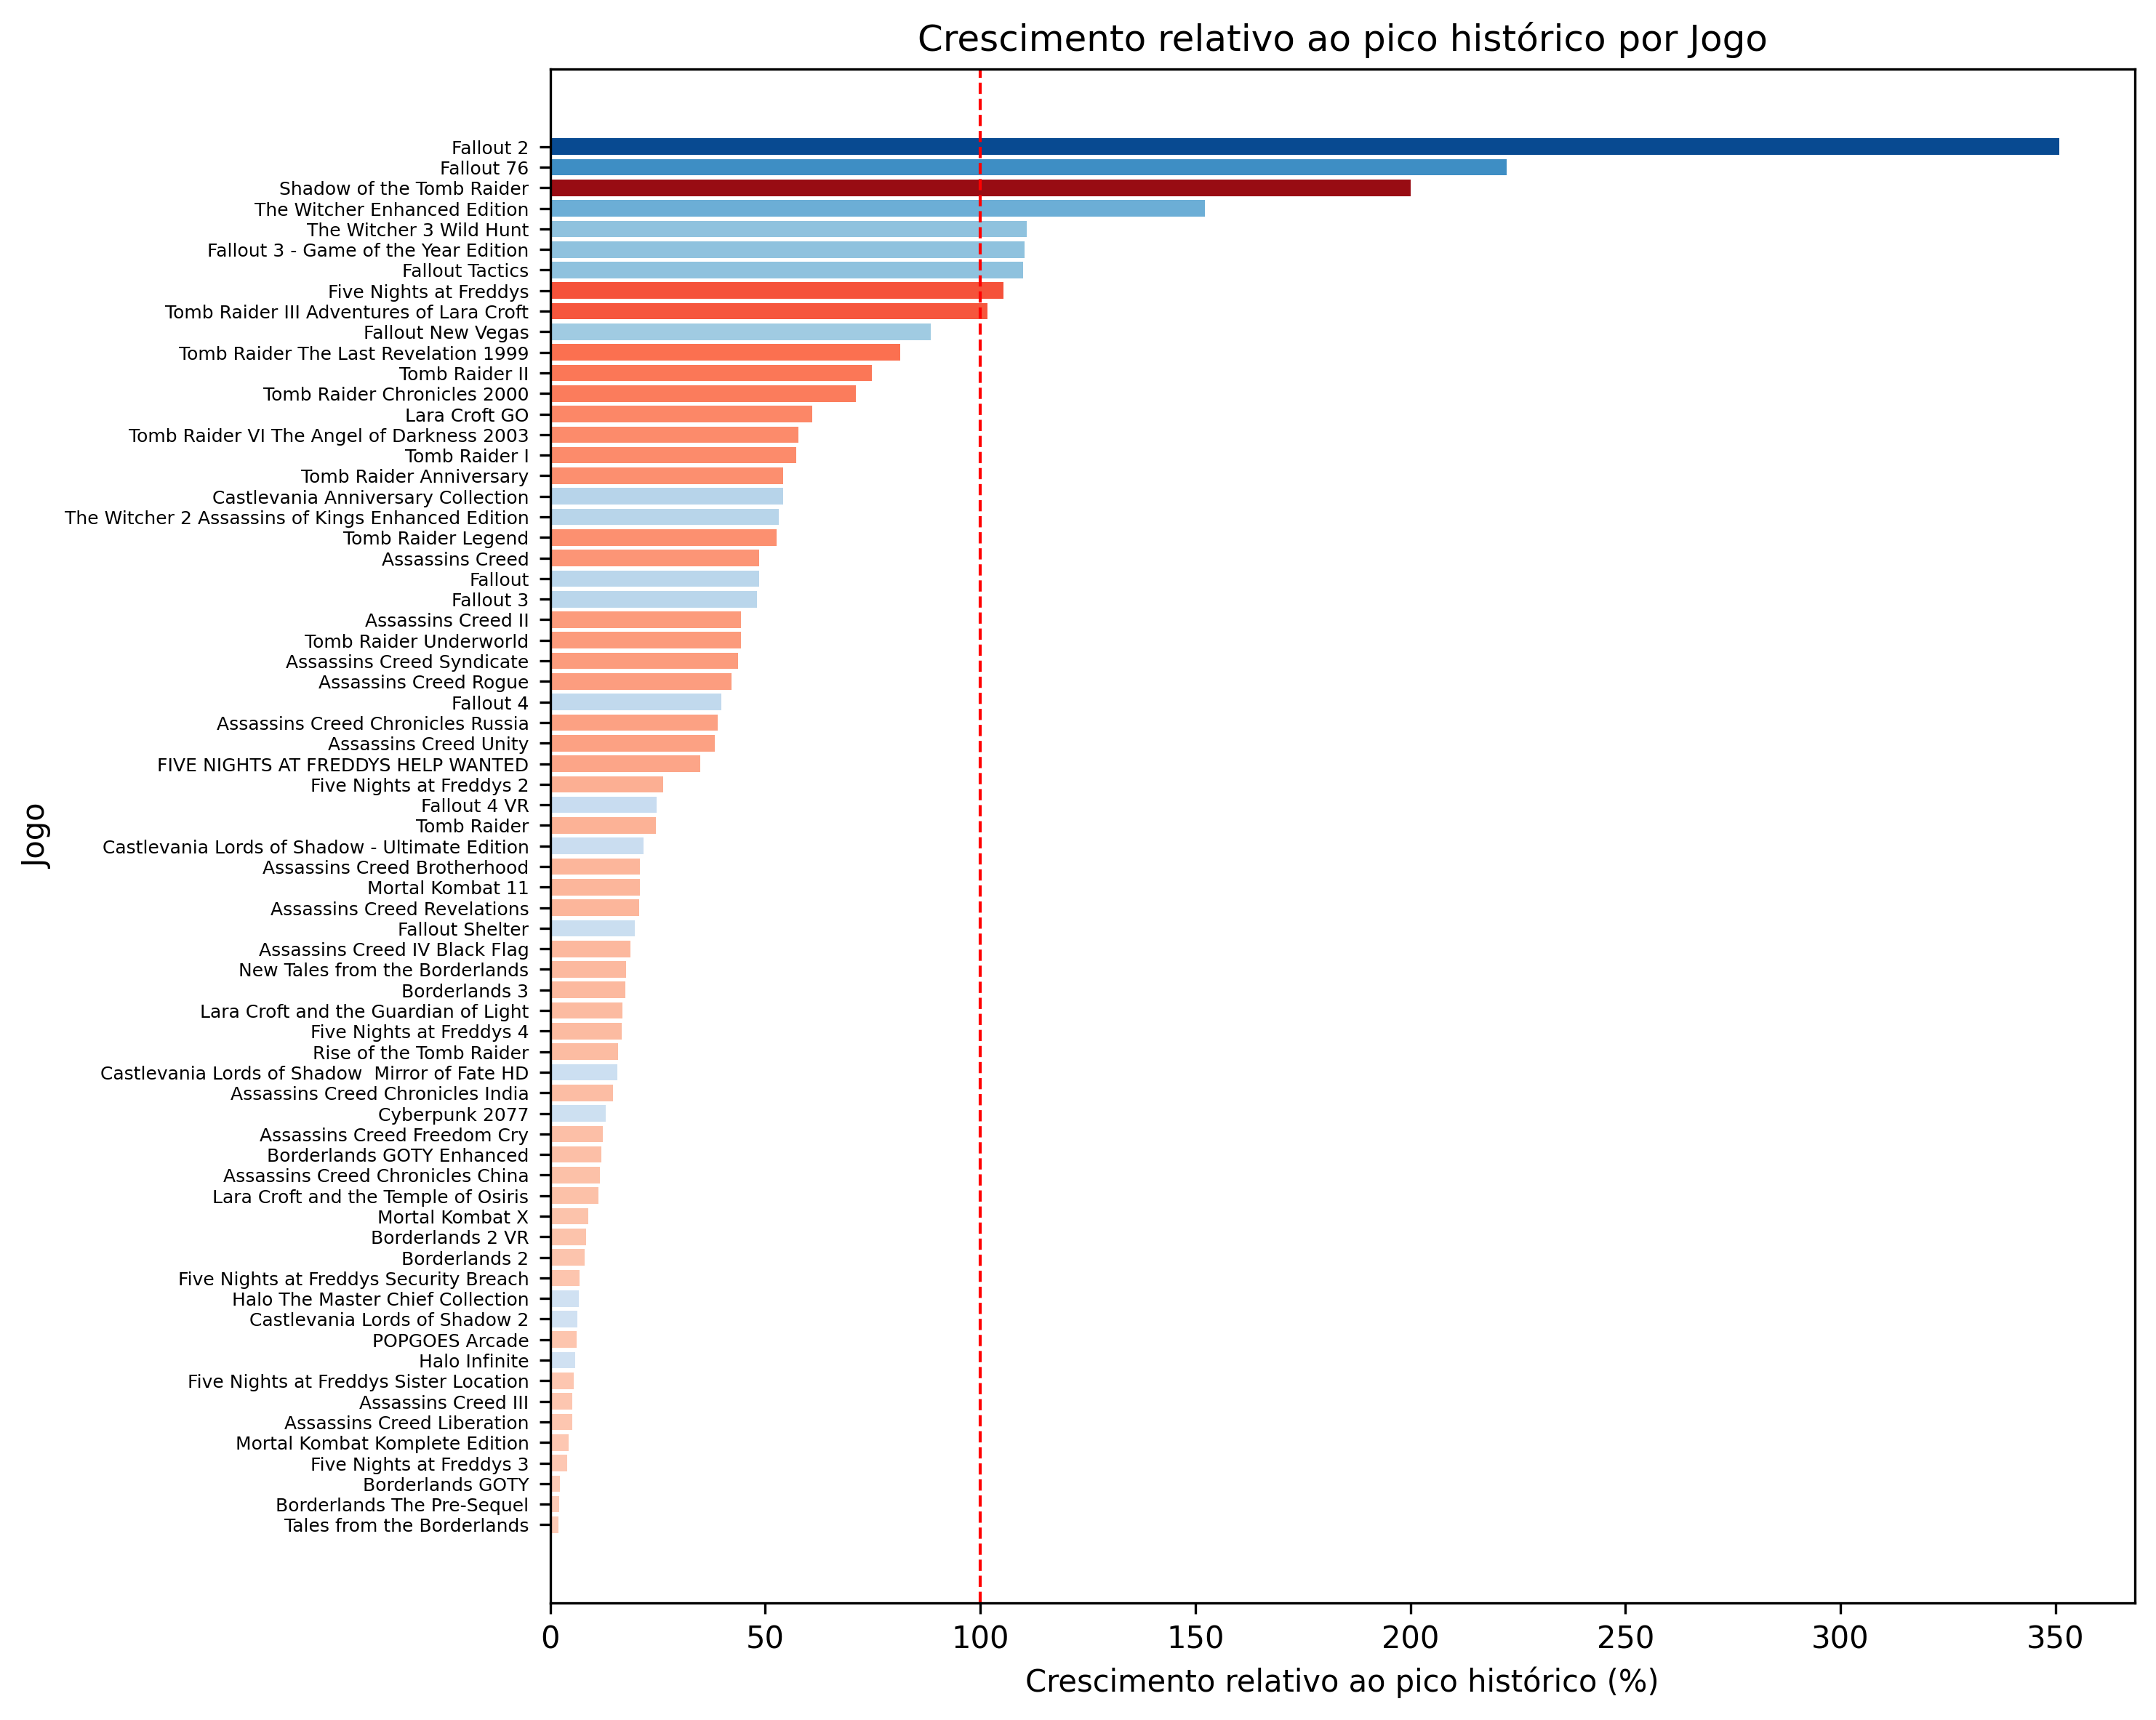 Crescimento relativo ao pico histórico por Jogo
Jogo
Fallout 2
Fallout 76
Shadow of the Tomb Raider
The Witcher Enhanced Edition
The Witcher 3 Wild Hunt
Fallout 3 - Game of the Year Edition
Fallout Tactics
Five Nights at Freddys
Tomb Raider III Adventures of Lara Croft
Fallout New Vegas
Tomb Raider The Last Revelation 1999
Tomb Raider II
Tomb Raider Chronicles 2000
Lara Croft GO
Tomb Raider VI The Angel of Darkness 2003
Tomb Raider I
Tomb Raider Anniversary
Castlevania Anniversary Collection
The Witcher 2 Assassins of Kings Enhanced Edition
Tomb Raider Legend
Assassins Creed
Fallout
Fallout 3
Assassins Creed II
Tomb Raider Underworld
Assassins Creed Syndicate
Assassins Creed Rogue
Fallout 4
Assassins Creed Chronicles Russia
Assassins Creed Unity
FIVE NIGHTS AT FREDDYS HELP WANTED
Five Nights at Freddys 2
Fallout 4 VR
Tomb Raider
Castlevania Lords of Shadow - Ultimate Edition
Assassins Creed Brotherhood
Mortal Kombat 11
Assassins Creed Revelations
Fallout Shelter
Assassins Creed IV Black Flag
New Tales from the Borderlands
Borderlands 3
Lara Croft and the Guardian of Light
Five Nights at Freddys 4
Rise of the Tomb Raider
Castlevania Lords of Shadow  Mirror of Fate HD
Assassins Creed Chronicles India
Cyberpunk 2077
Assassins Creed Freedom Cry
Borderlands GOTY Enhanced
Assassins Creed Chronicles China
Lara Croft and the Temple of Osiris
Mortal Kombat X
Borderlands 2 VR
Borderlands 2
Five Nights at Freddys Security Breach
Halo The Master Chief Collection
Castlevania Lords of Shadow 2
POPGOES Arcade
Halo Infinite
Five Nights at Freddys Sister Location
Assassins Creed III
Assassins Creed Liberation
Mortal Kombat Komplete Edition
Five Nights at Freddys 3
Borderlands GOTY
Borderlands The Pre-Sequel
Tales from the Borderlands
0 50 100 150 200 250 300 350
Crescimento relativo ao pico histórico (%)